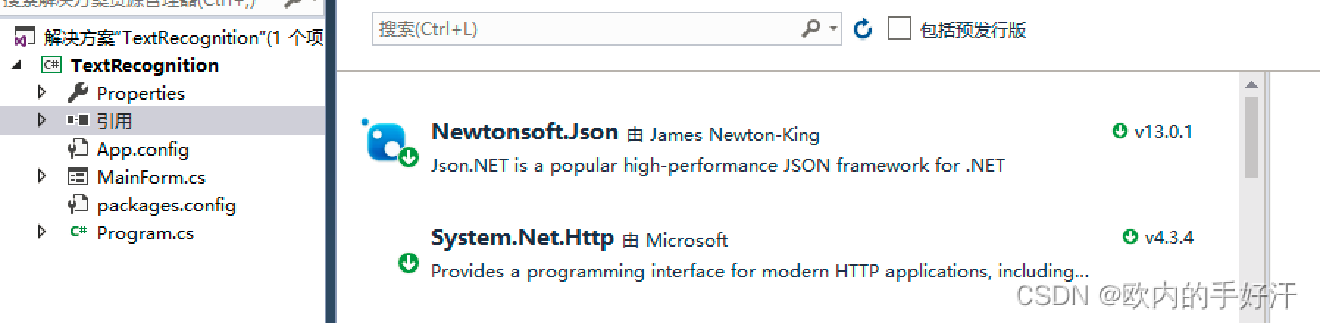 搜索解决方案资源管理器(Ctrl+;)
解决方案"TextRecognition"(1 个项
TextRecognition
Properties
引用
App.config
MainForm.cs
packages.config
Program.cs
搜索(Ctrl+L)
包括预发行版
Newtonsoft.Json 由 James Newton-King
v13.0.1
Json.NET is a popular high-performance JSON framework for .NET
System.Net.Http 由 Microsoft
v4.3.4
Provides a programming interface for modern HTTP applications, including...
CSDN @欧内的手好汗